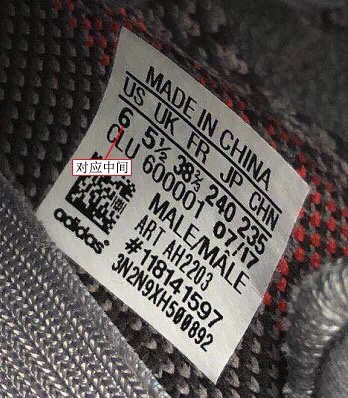 MADE IN CHINA
US UK FR JP CHN
6 5½ 38⅔ 240 235
对应中间
CLU 600001 07/17
MALE/MÂLE
ART AH2203
#118141597
adidas
3N2N9XH500892